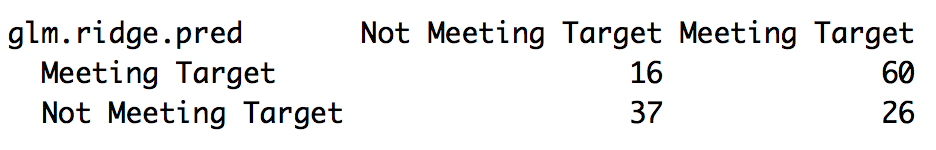 glm.ridge.pred Not Meeting Target Meeting Target
Meeting Target 16 60
Not Meeting Target 37 26